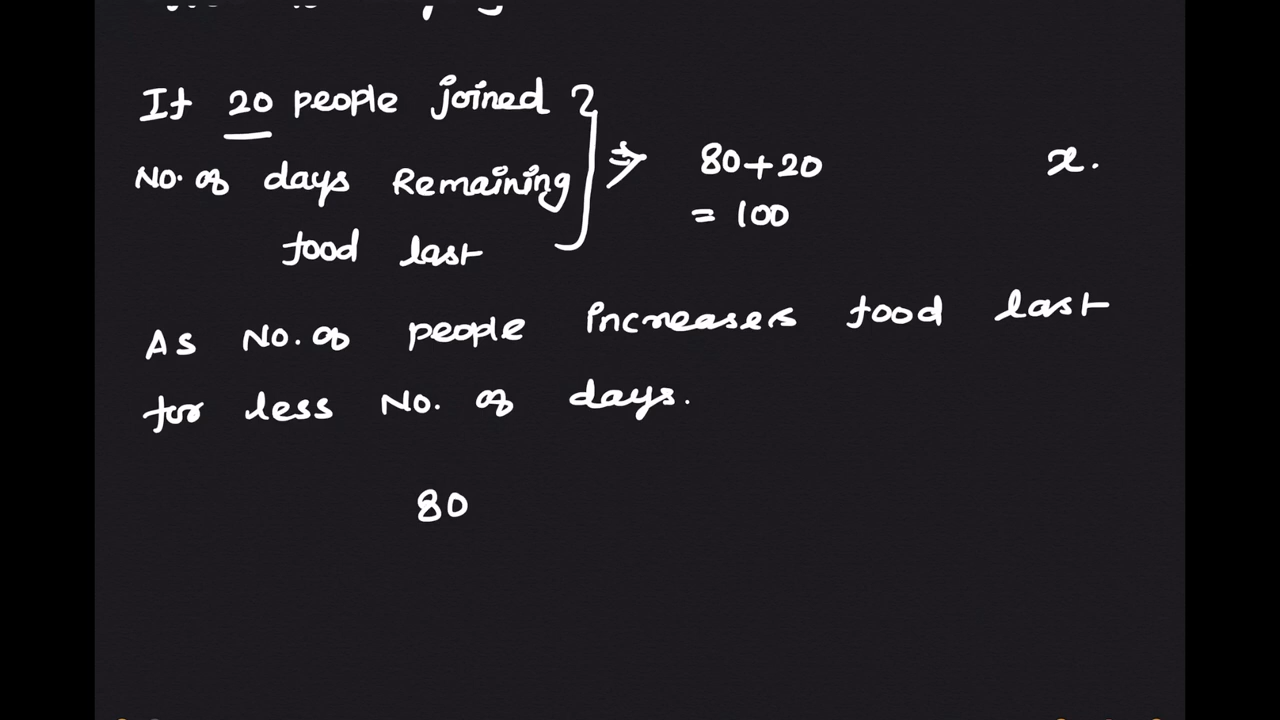 If 20 people joined
No. of days Remaining
food last
⇒ 80+20
= 100
x.
As No. of people increases food last
for less No. of days.
80